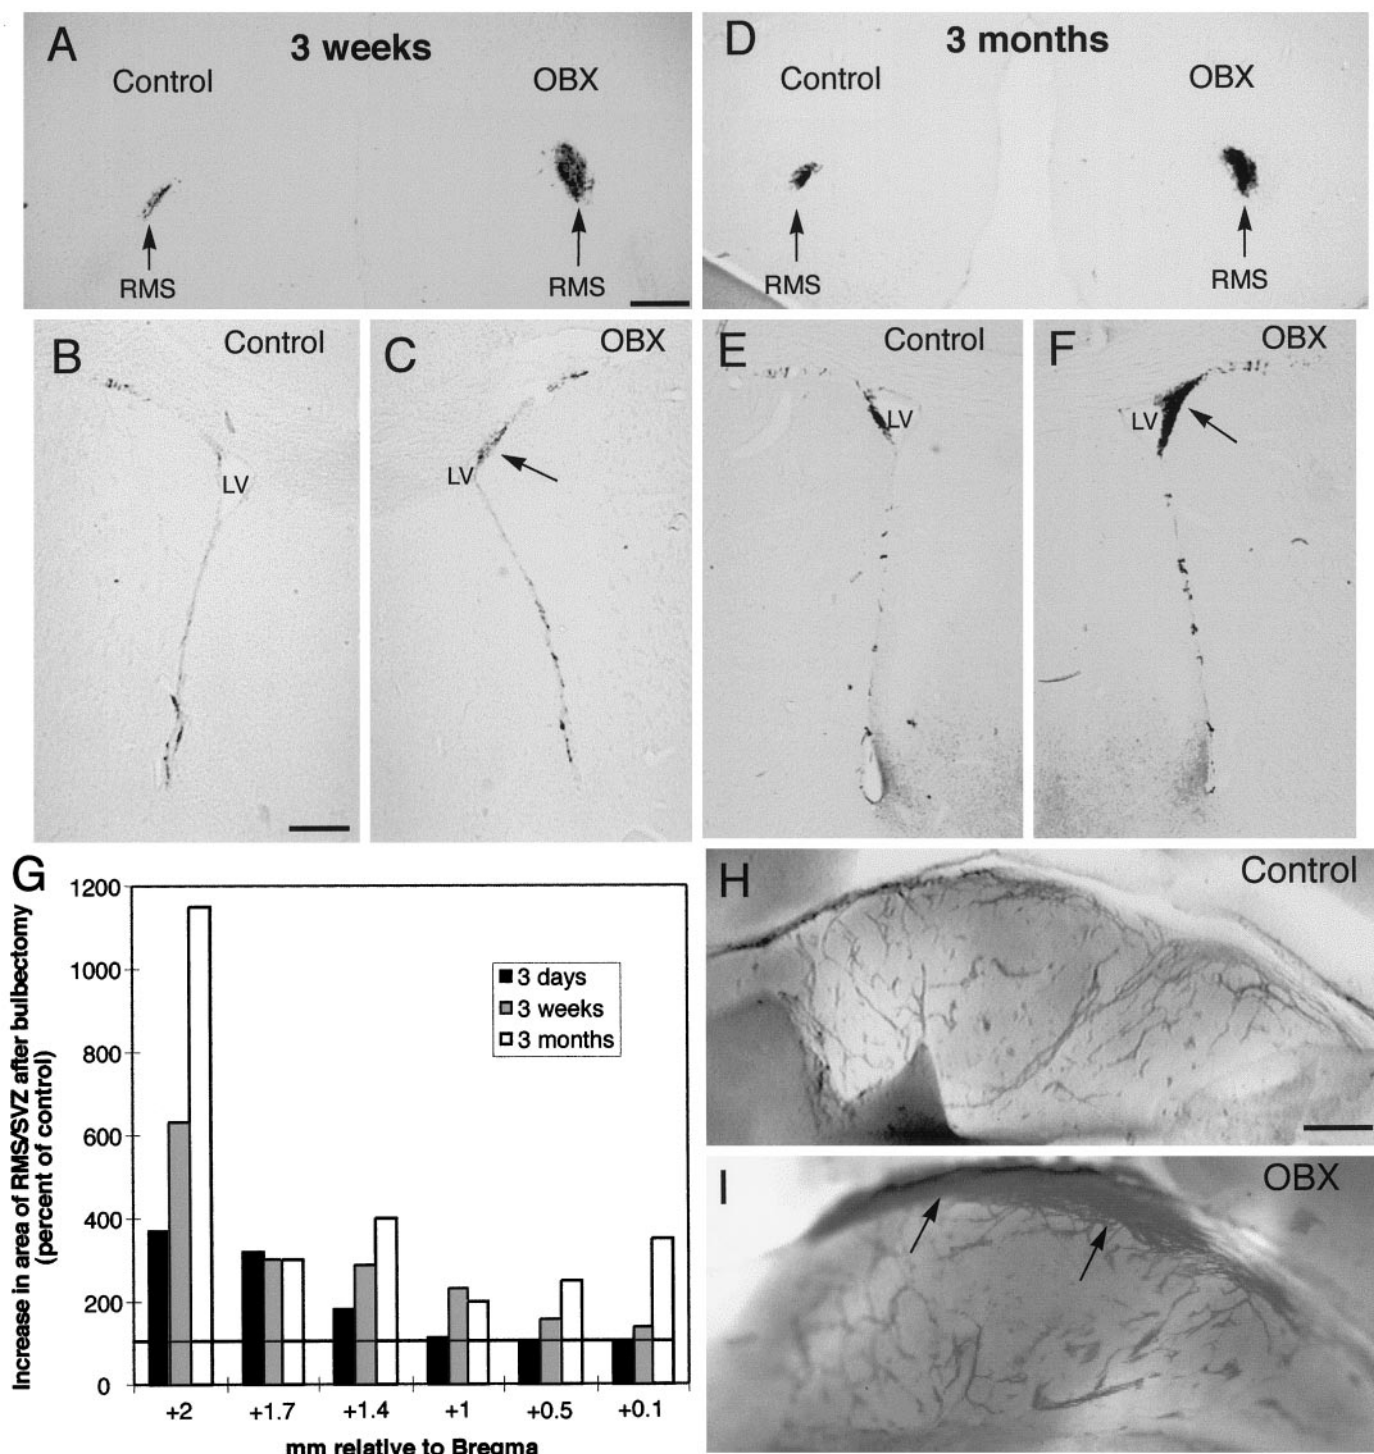 A
3 weeks
Control
OBX
RMS
RMS
D
3 months
Control
OBX
RMS
RMS
B
Control
LV
C
OBX
LV
E
Control
LV
F
OBX
LV
G
Increase in area of RMS/SVZ after bulbectomy
(percent of control)
1200
1000
800
600
400
200
0
3 days
3 weeks
3 months
+2 +1.7 +1.4 +1 +0.5 +0.1
mm relative to Bregma
H
Control
I
OBX